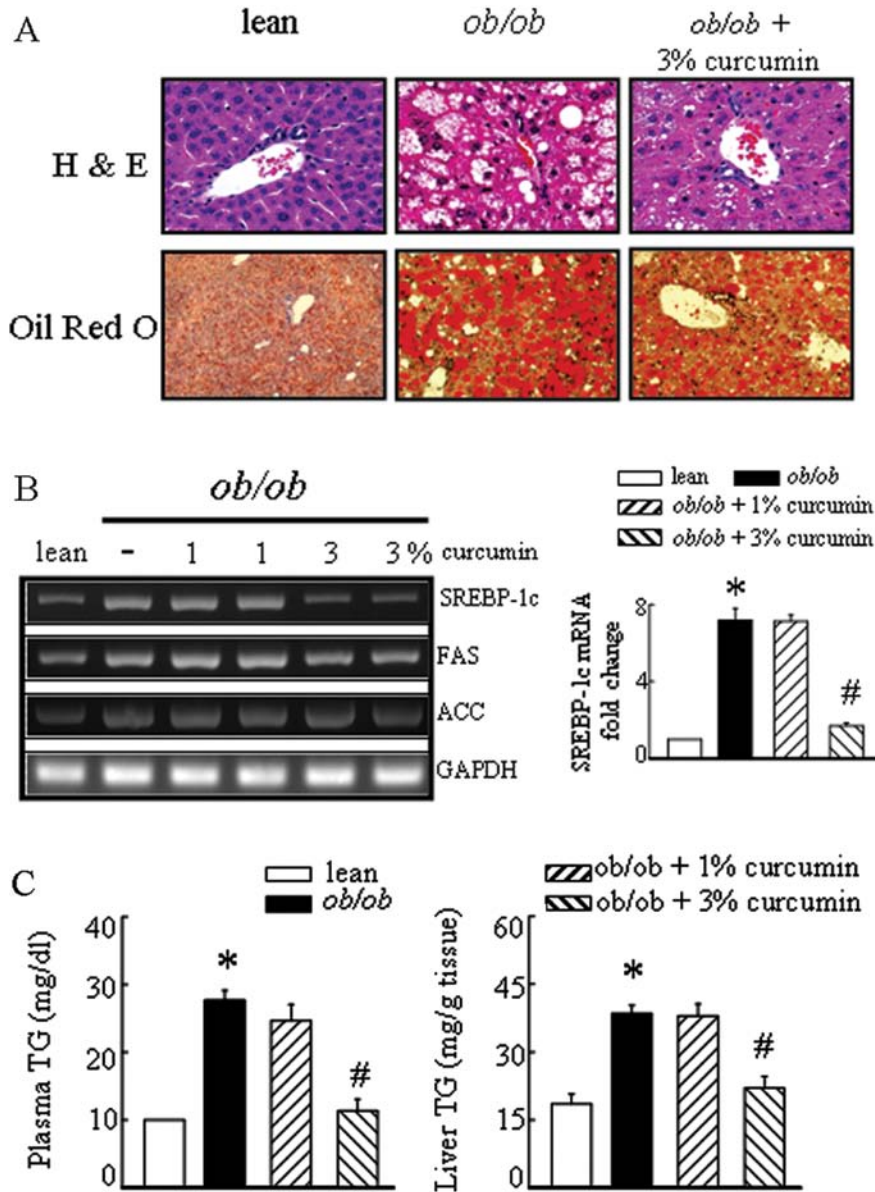 A
lean ob/ob ob/ob +
3% curcumin
H & E
Oil Red O
B
ob/ob
lean - 1 1 3 3 % curcumin
SREBP-1c
FAS
ACC
GAPDH
lean ob/ob
ob/ob + 1% curcumin
ob/ob + 3% curcumin
SREBP-1c mRNA
fold change
8
4
0
*
#
C
lean
ob/ob
ob/ob + 1% curcumin
ob/ob + 3% curcumin
Plasma TG (mg/dl)
40
30
20
10
0
*
#
Liver TG (mg/g tissue)
60
45
30
15
0
*
#